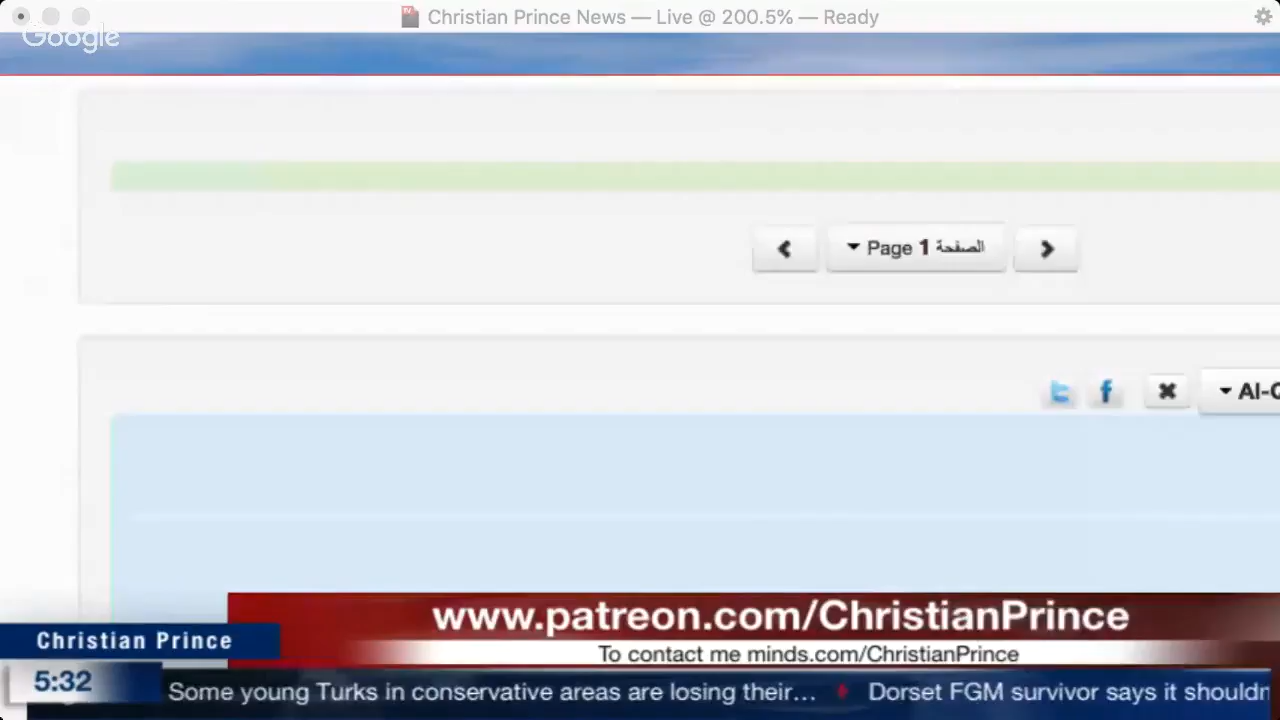 Christian Prince News — Live @ 200.5% — Ready
Google
Page 1 الصفحة
www.patreon.com/ChristianPrince
To contact me minds.com/ChristianPrince
Christian Prince
5:32
Some young Turks in conservative areas are losing their... Dorset FGM survivor says it